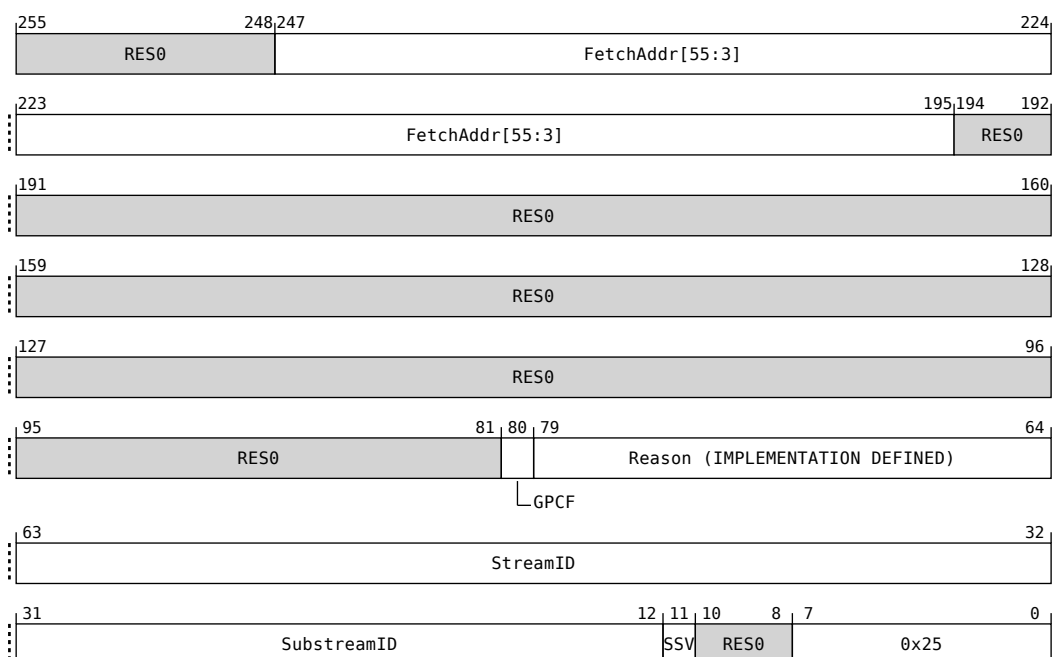 255 248 247 224
RES0 FetchAddr[55:3]
223 195 194 192
FetchAddr[55:3] RES0
191 160
RES0
159 128
RES0
127 96
RES0
95 81 80 79 64
RES0 Reason (IMPLEMENTATION DEFINED)
GPCF
63 32
StreamID
31 12 11 10 8 7 0
SubstreamID SSV RES0 0x25